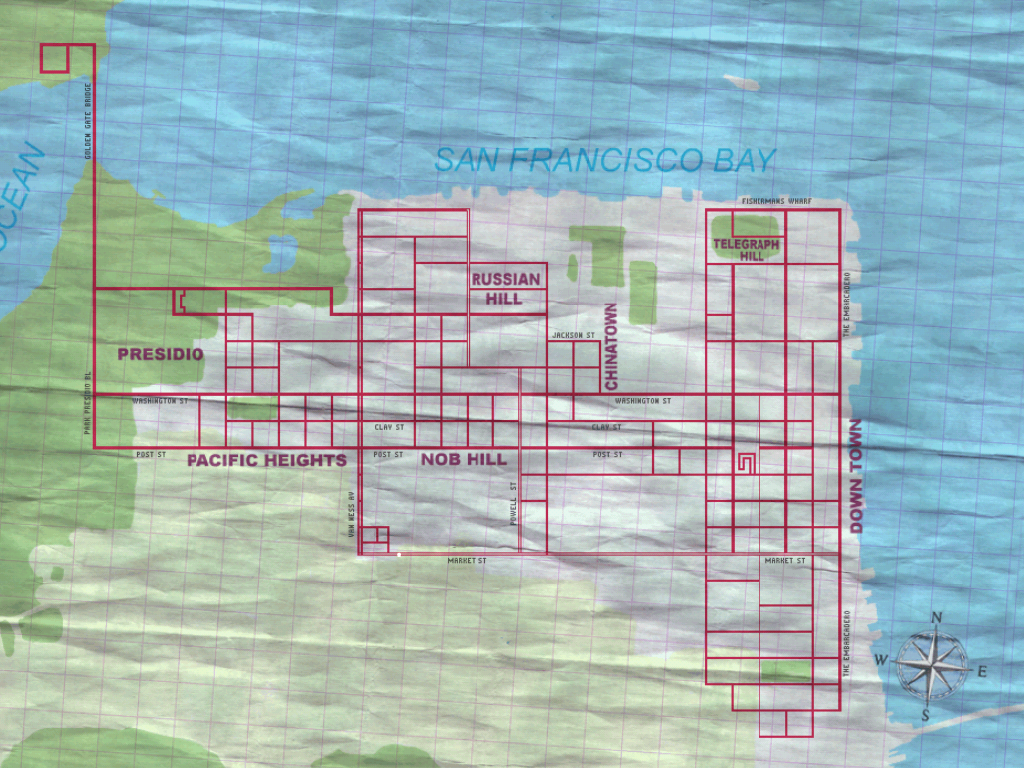 GOLDEN GATE BRIDGE
OCEAN
SAN FRANCISCO BAY
FISHERMANS WHARF
TELEGRAPH
HILL
RUSSIAN
HILL
THE EMBARCADERO
CHINATOWN
JACKSON ST
PRESIDIO
PARK PRESIDIO BL
WASHINGTON ST
WASHINGTON ST
CLAY ST
CLAY ST
POST ST
PACIFIC HEIGHTS
POST ST
NOB HILL
POST ST
DOWN TOWN
VAN NESS AV
POWELL ST
MARKET ST
MARKET ST
THE EMBARCADERO
N
W
E
S